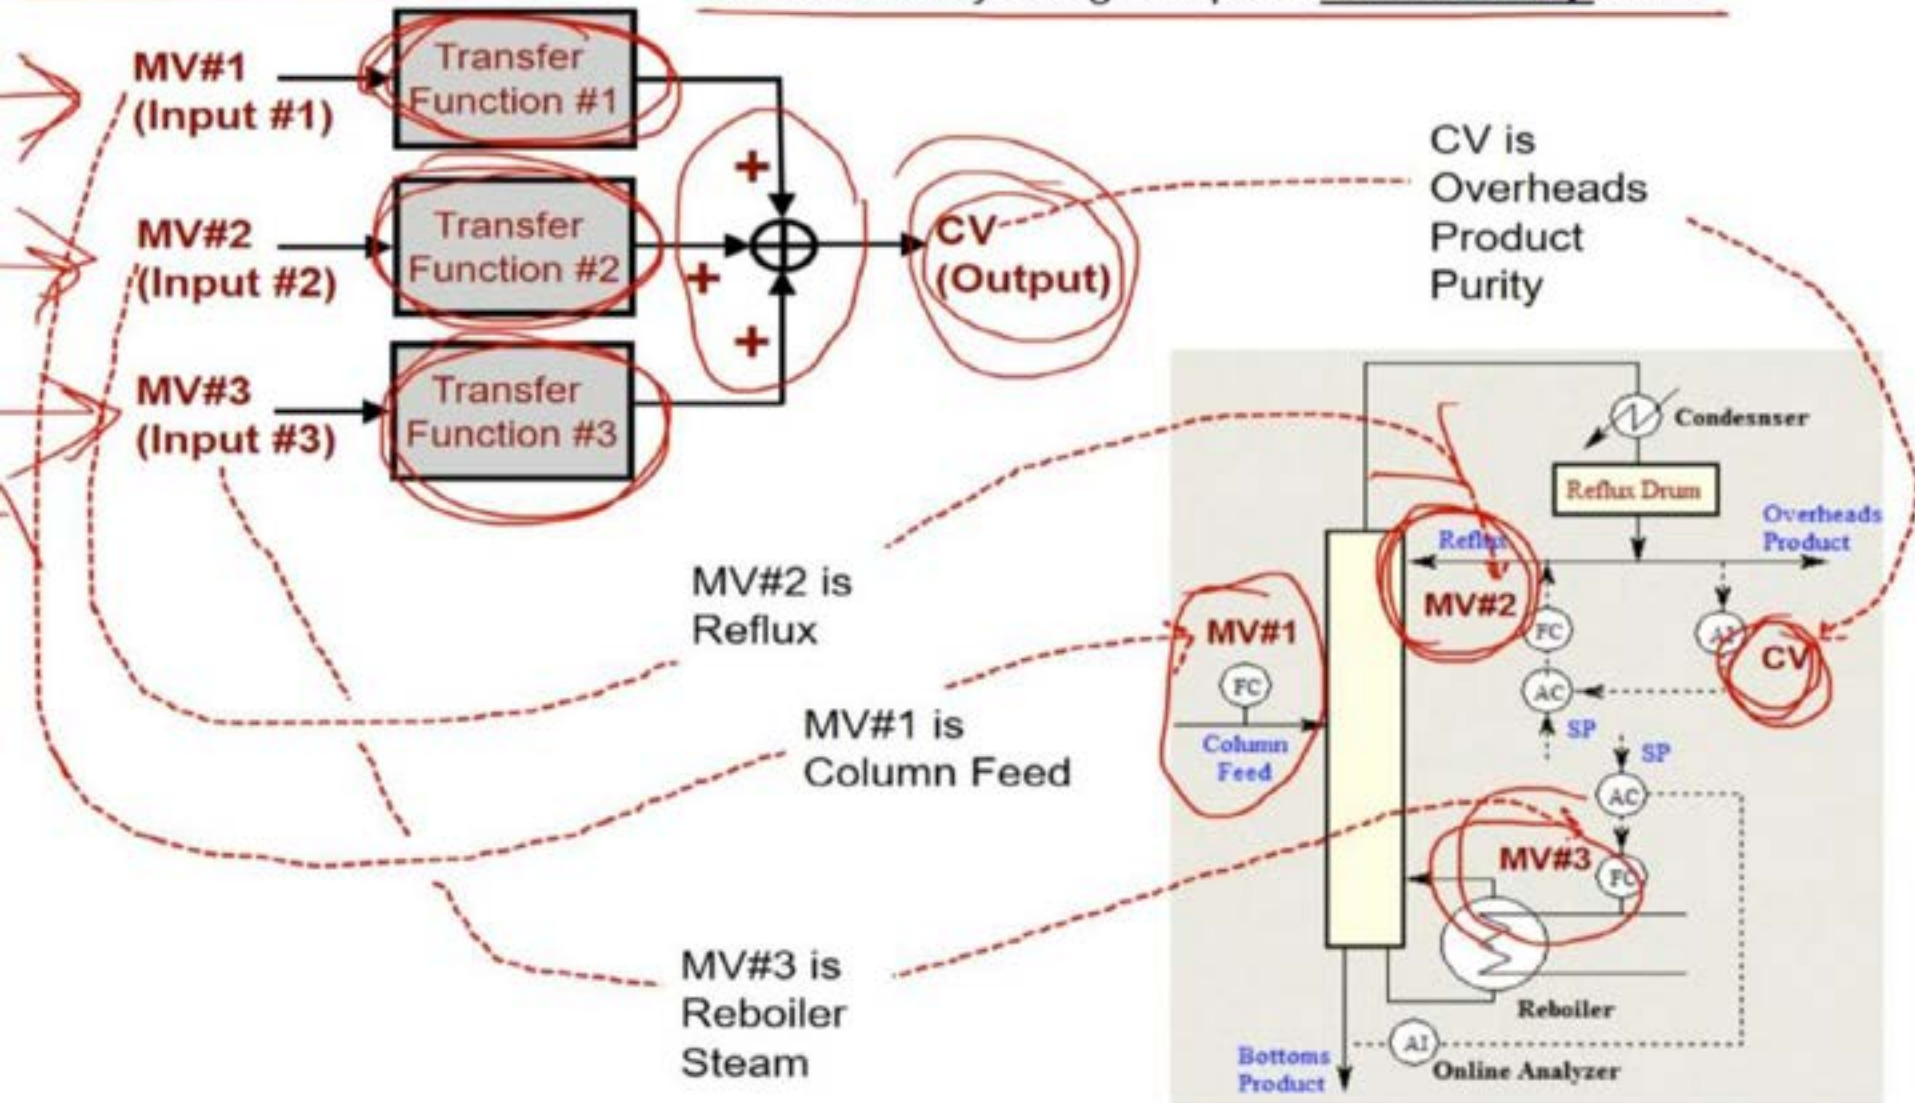 MV#1
(Input #1)
Transfer
Function #1
MV#2
(Input #2)
Transfer
Function #2
MV#3
(Input #3)
Transfer
Function #3
+
+
+
CV
(Output)
CV is
Overheads
Product
Purity
MV#2 is
Reflux
MV#1 is
Column Feed
MV#3 is
Reboiler
Steam
Condesnser
Reflux Drum
Overheads
Product
Reflux
MV#2
MV#1
FC
Column
Feed
FC
AI
CV
AC
SP
SP
AC
MV#3
FC
Reboiler
AI
Online Analyzer
Bottoms
Product